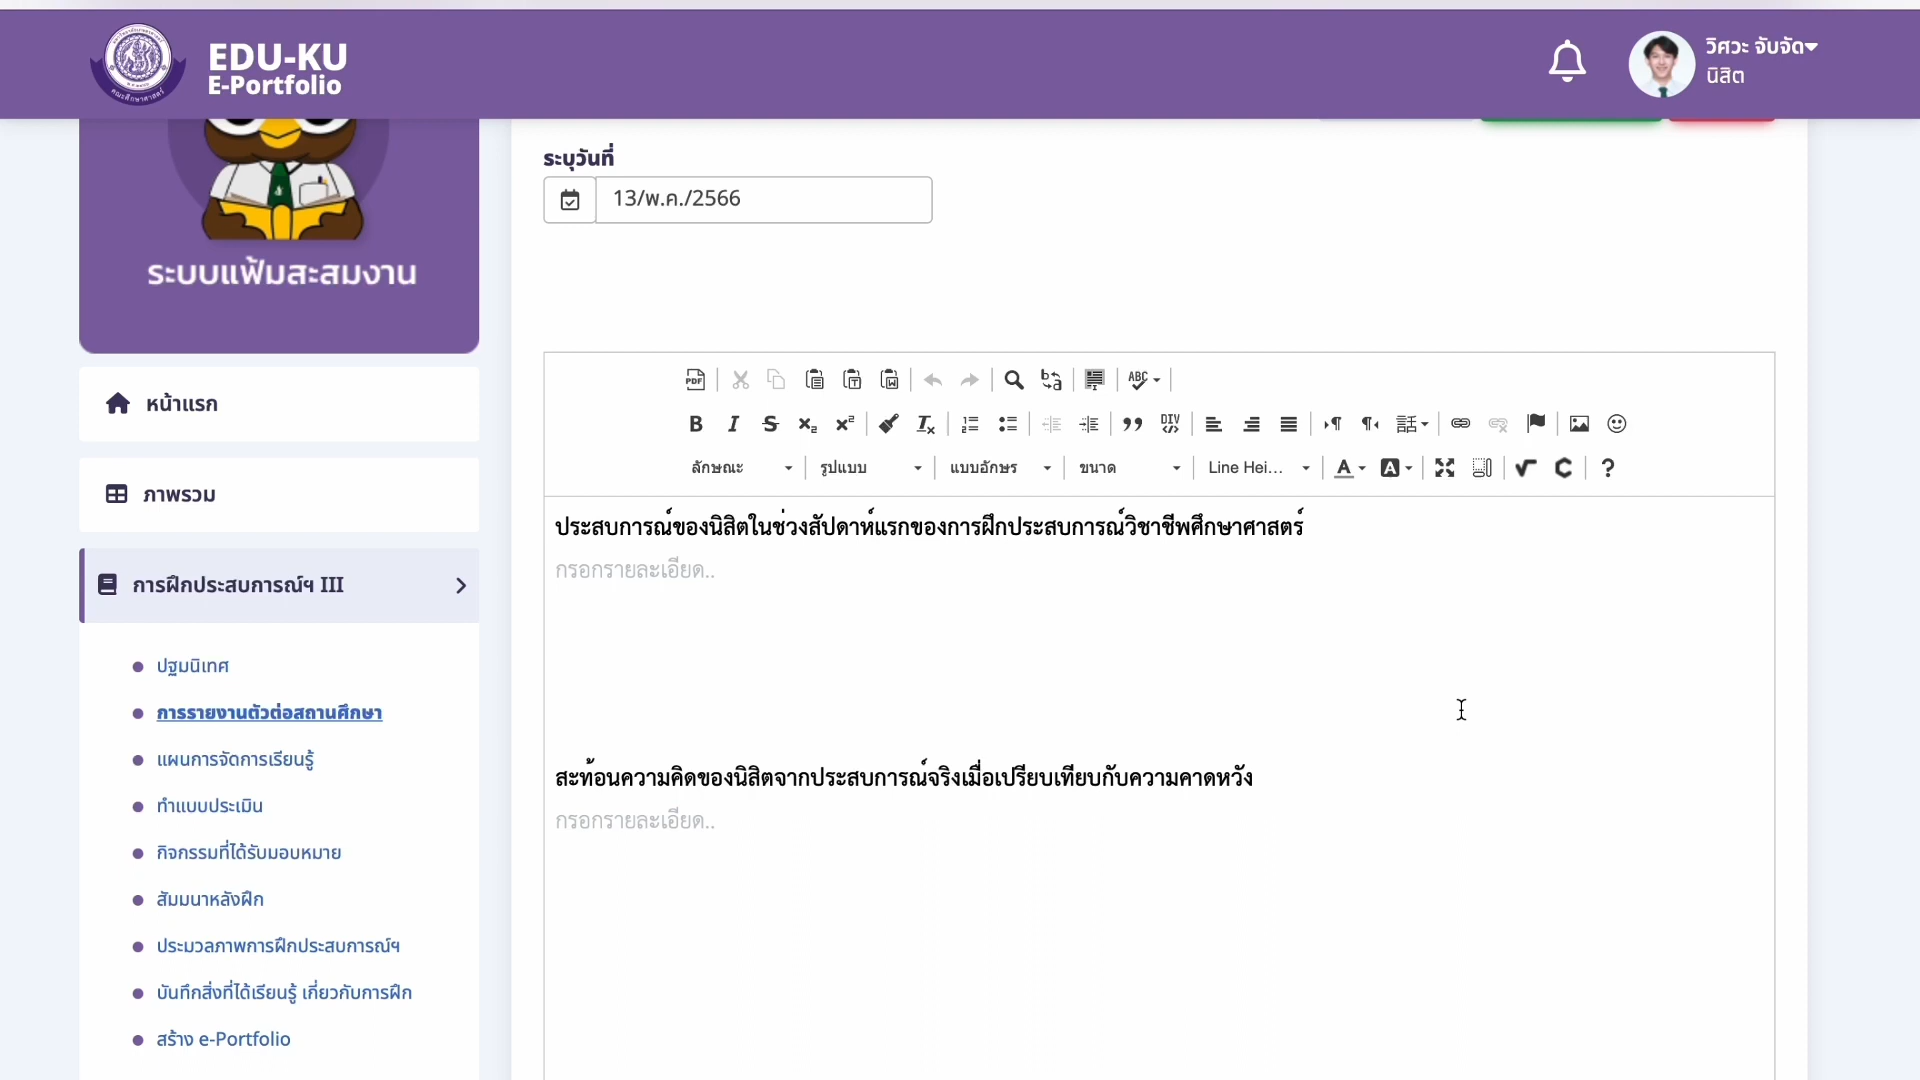 EDU-KU
E-Portfolio
วิศวะ จับจัด
นิสิต
ระบบแฟ้มสะสมงาน
หน้าแรก
ภาพรวม
การฝึกประสบการณ์ฯ III
ปฐมนิเทศ
การรายงานตัวต่อสถานศึกษา
แผนการจัดการเรียนรู้
ทำแบบประเมิน
กิจกรรมที่ได้รับมอบหมาย
สัมมนาหลังฝึก
ประมวลภาพการฝึกประสบการณ์ฯ
บันทึกสิ่งที่ได้เรียนรู้ เกี่ยวกับการฝึก
สร้าง e-Portfolio
ระบุวันที่
13/พ.ค./2566
PDF ABC
B I S x₂ x² Tx DIV
ลักษณะ รูปแบบ แบบอักษร ขนาด Line Hei... A A C ?
ประสบการณ์ของนิสิตในช่วงสัปดาห์แรกของการฝึกประสบการณ์วิชาชีพศึกษาศาสตร์
กรอกรายละเอียด..
สะท้อนความคิดของนิสิตจากประสบการณ์จริงเมื่อเปรียบเทียบกับความคาดหวัง
กรอกรายละเอียด..